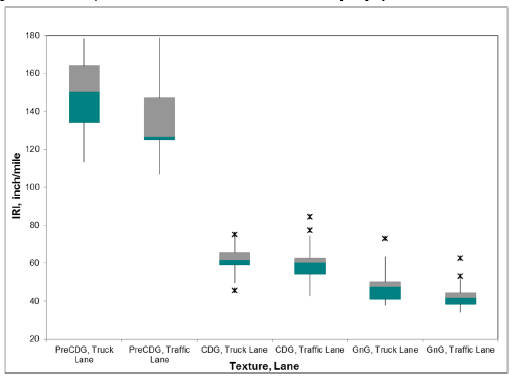 180
160
140
120
100
80
60
40
20
IRI, inch/mile
PreCDG, Truck Lane
PreCDG, Traffic Lane
CDG, Truck Lane
CDG, Traffic Lane
GnG, Truck Lane
GnG, Traffic Lane
Texture, Lane